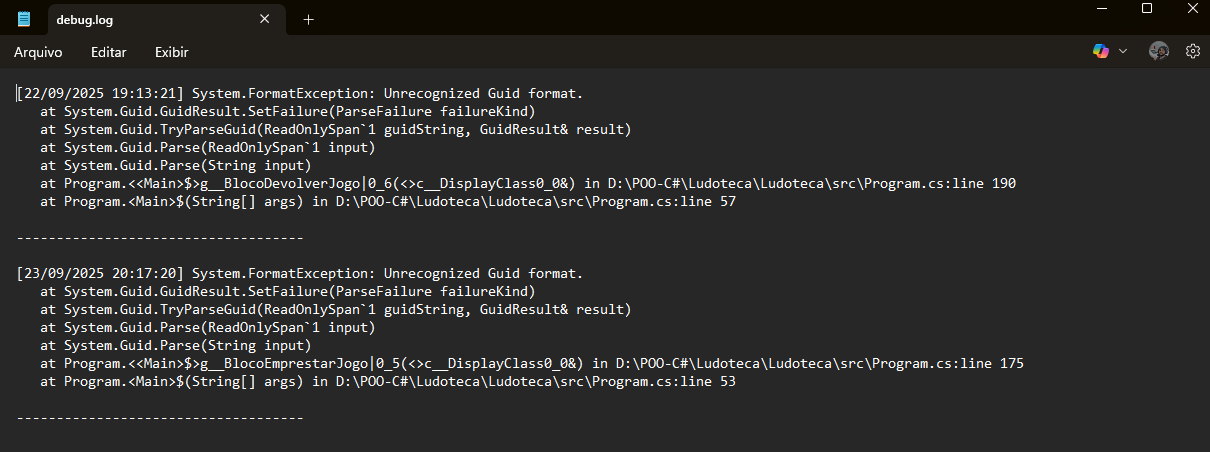 debug.log
Arquivo Editar Exibir
[22/09/2025 19:13:21] System.FormatException: Unrecognized Guid format.
   at System.Guid.GuidResult.SetFailure(ParseFailure failureKind)
   at System.Guid.TryParseGuid(ReadOnlySpan`1 guidString, GuidResult& result)
   at System.Guid.Parse(ReadOnlySpan`1 input)
   at System.Guid.Parse(String input)
   at Program.<<Main>$>g__BlocoDevolverJogo|0_6(<>c__DisplayClass0_0&) in D:\POO-C#\Ludoteca\Ludoteca\src\Program.cs:line 190
   at Program.<Main>$(String[] args) in D:\POO-C#\Ludoteca\Ludoteca\src\Program.cs:line 57
------------------------------------
[23/09/2025 20:17:20] System.FormatException: Unrecognized Guid format.
   at System.Guid.GuidResult.SetFailure(ParseFailure failureKind)
   at System.Guid.TryParseGuid(ReadOnlySpan`1 guidString, GuidResult& result)
   at System.Guid.Parse(ReadOnlySpan`1 input)
   at System.Guid.Parse(String input)
   at Program.<<Main>$>g__BlocoEmprestarJogo|0_5(<>c__DisplayClass0_0&) in D:\POO-C#\Ludoteca\Ludoteca\src\Program.cs:line 175
   at Program.<Main>$(String[] args) in D:\POO-C#\Ludoteca\Ludoteca\src\Program.cs:line 53
------------------------------------